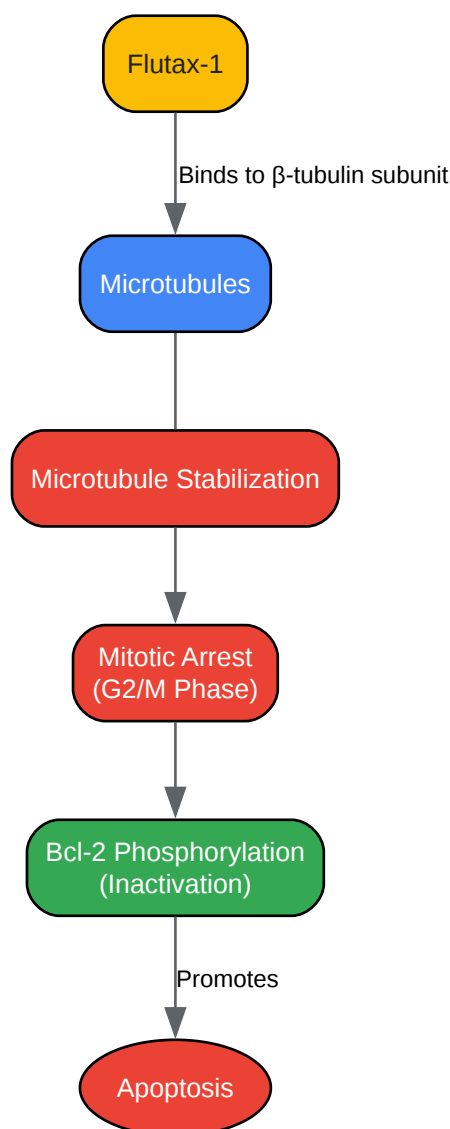 Flutax-1
Binds to β-tubulin subunit
Microtubules
Microtubule Stabilization
Mitotic Arrest
(G2/M Phase)
Bcl-2 Phosphorylation
(Inactivation)
Promotes
Apoptosis